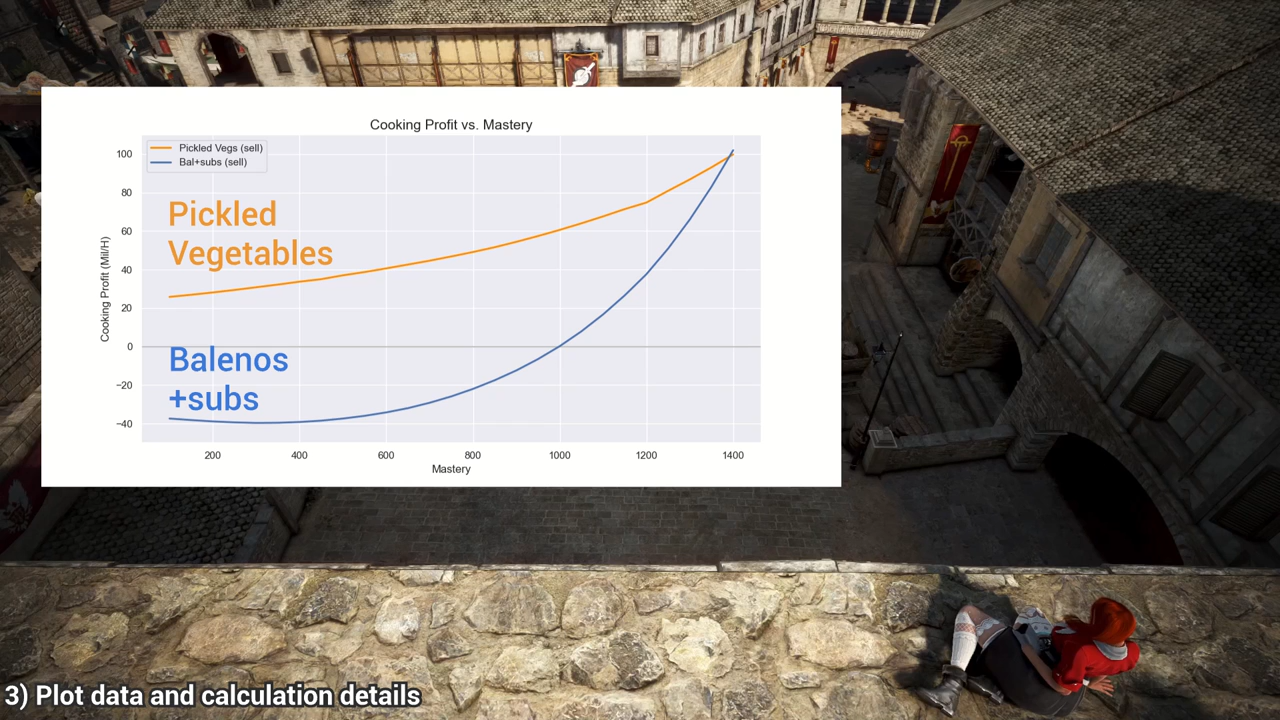 Cooking Profit vs. Mastery
Pickled Vegs (sell)
Bal+subs (sell)
Pickled
Vegetables
Balenos
+subs
Cooking Profit (Mil/H)
100
80
60
40
20
0
−20
−40
200 400 600 800 1000 1200 1400
Mastery
3) Plot data and calculation details